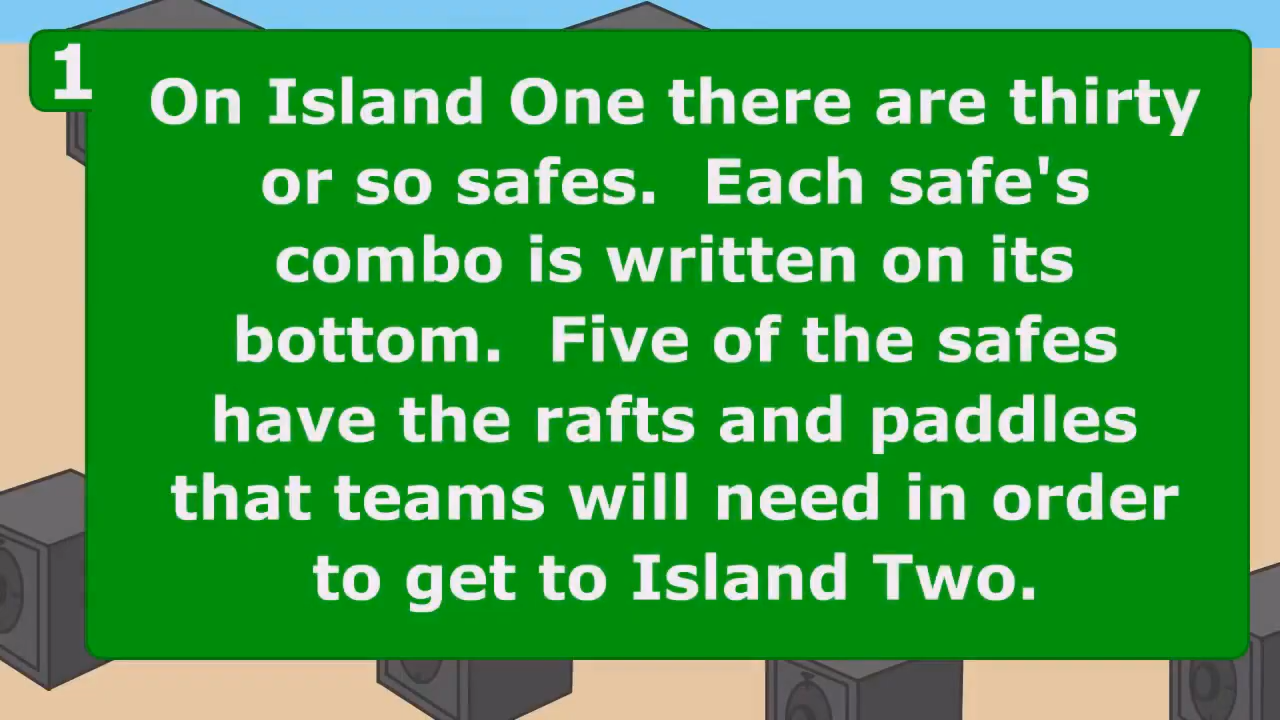 1
On Island One there are thirty
or so safes.  Each safe's
combo is written on its
bottom.  Five of the safes
have the rafts and paddles
that teams will need in order
to get to Island Two.